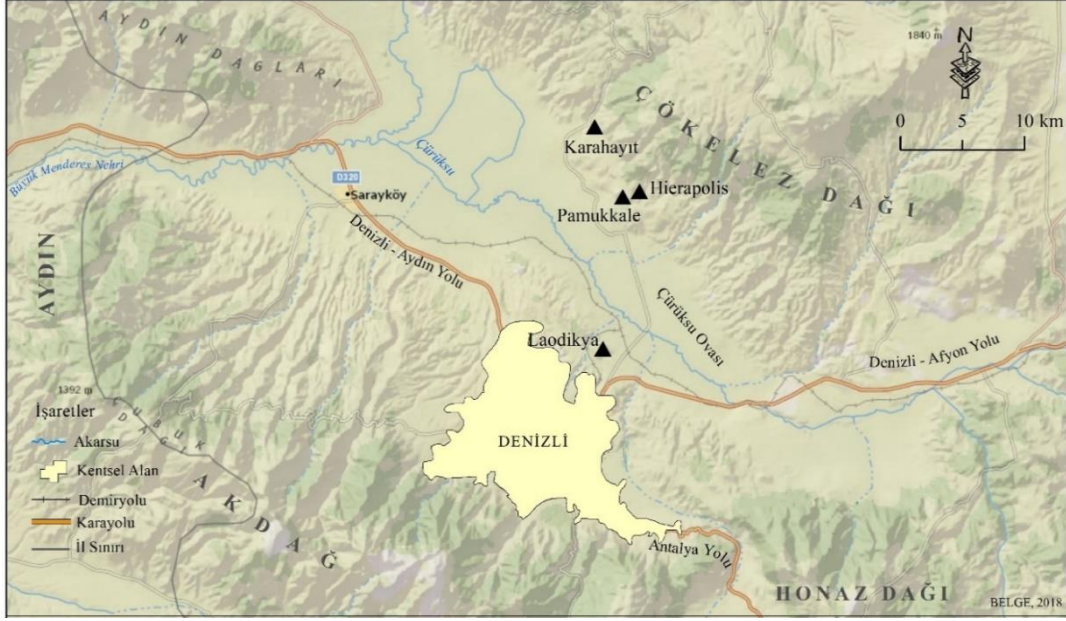 AYDIN DAĞLARI
1840 m
N
0 5 10 km
ÇÖKELEZ DAĞI
Karahayıt
Hierapolis
Pamukkale
Çürüksu
Büyük Menderes Nehri
D320
Sarayköy
AYDIN
Denizli - Aydın Yolu
Çürüksu Ovası
Laodikya
Denizli - Afyon Yolu
1392 m
ÇUBUK DAĞI
AKDAĞ
DENİZLİ
İşaretler
Akarsu
Kentsel Alan
Demiryolu
Karayolu
İl Sınırı
Antalya Yolu
HONAZ DAĞI
BELGE, 2018